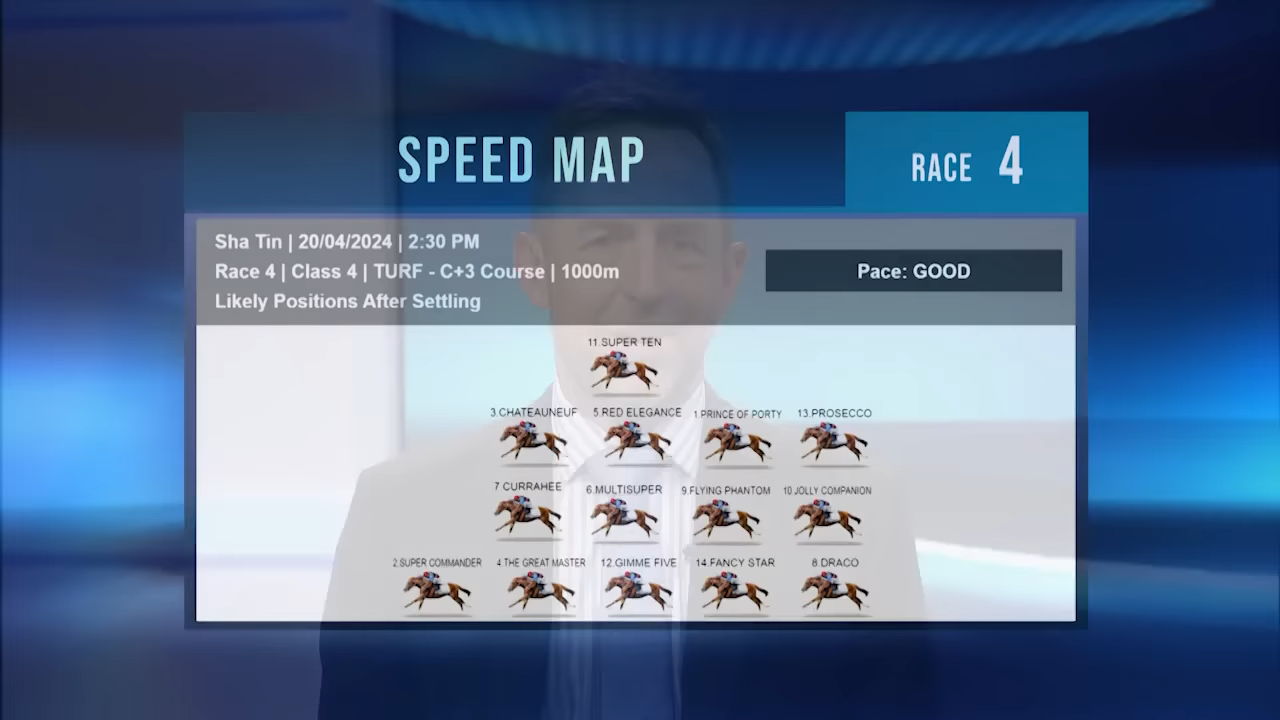 SPEED MAP
RACE 4
Sha Tin | 20/04/2024 | 2:30 PM
Race 4 | Class 4 | TURF - C+3 Course | 1000m
Likely Positions After Settling
Pace: GOOD
11.SUPER TEN
3.CHATEAUNEUF 5.RED ELEGANCE 1.PRINCE OF PORTY 13.PROSECCO
7.CURRAHEE 6.MULTISUPER 9.FLYING PHANTOM 10.JOLLY COMPANION
2.SUPER COMMANDER 4.THE GREAT MASTER 12.GIMME FIVE 14.FANCY STAR 8.DRACO